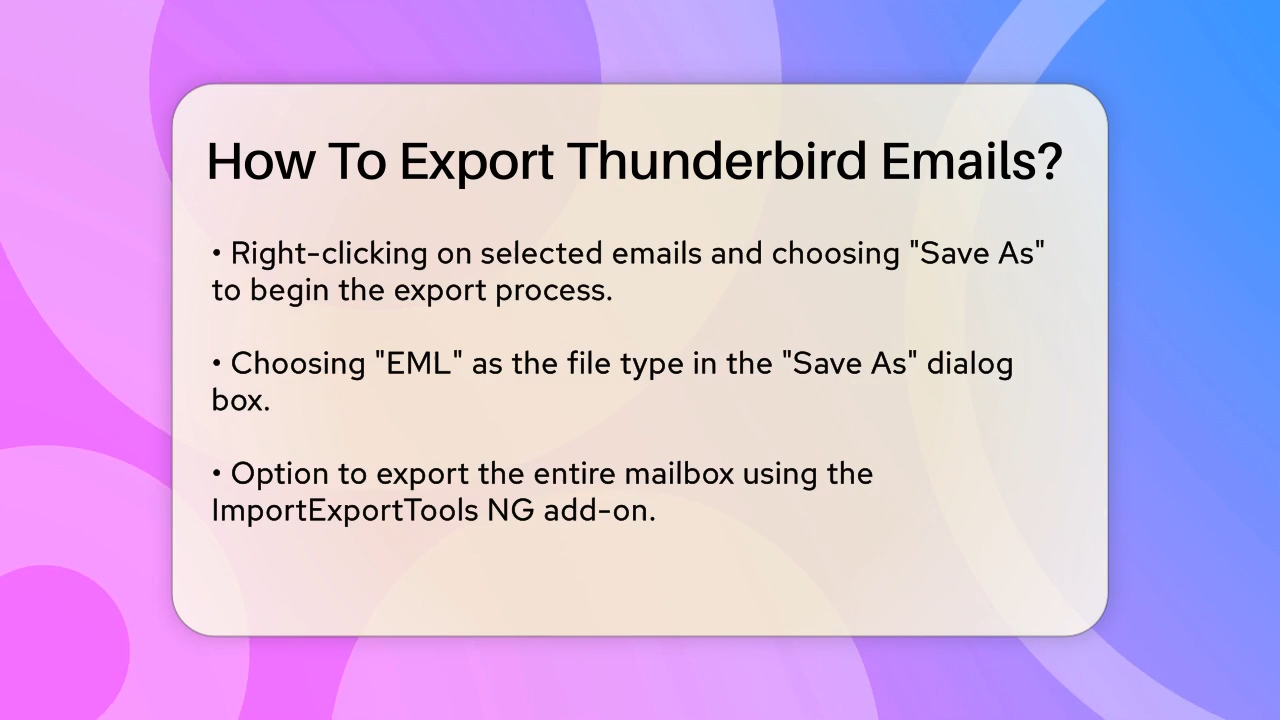 How To Export Thunderbird Emails?
• Right-clicking on selected emails and choosing "Save As"
to begin the export process.
• Choosing "EML" as the file type in the "Save As" dialog
box.
• Option to export the entire mailbox using the
ImportExportTools NG add-on.